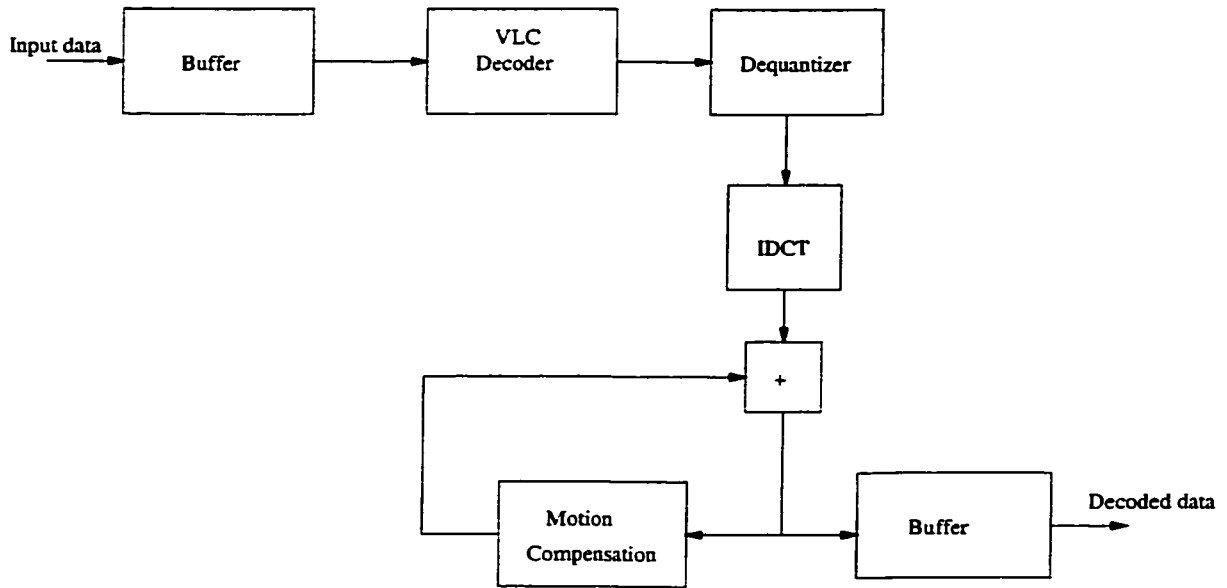 Input data
Buffer
VLC
Decoder
Dequantizer
IDCT
+
Motion
Compensation
Buffer
Decoded data